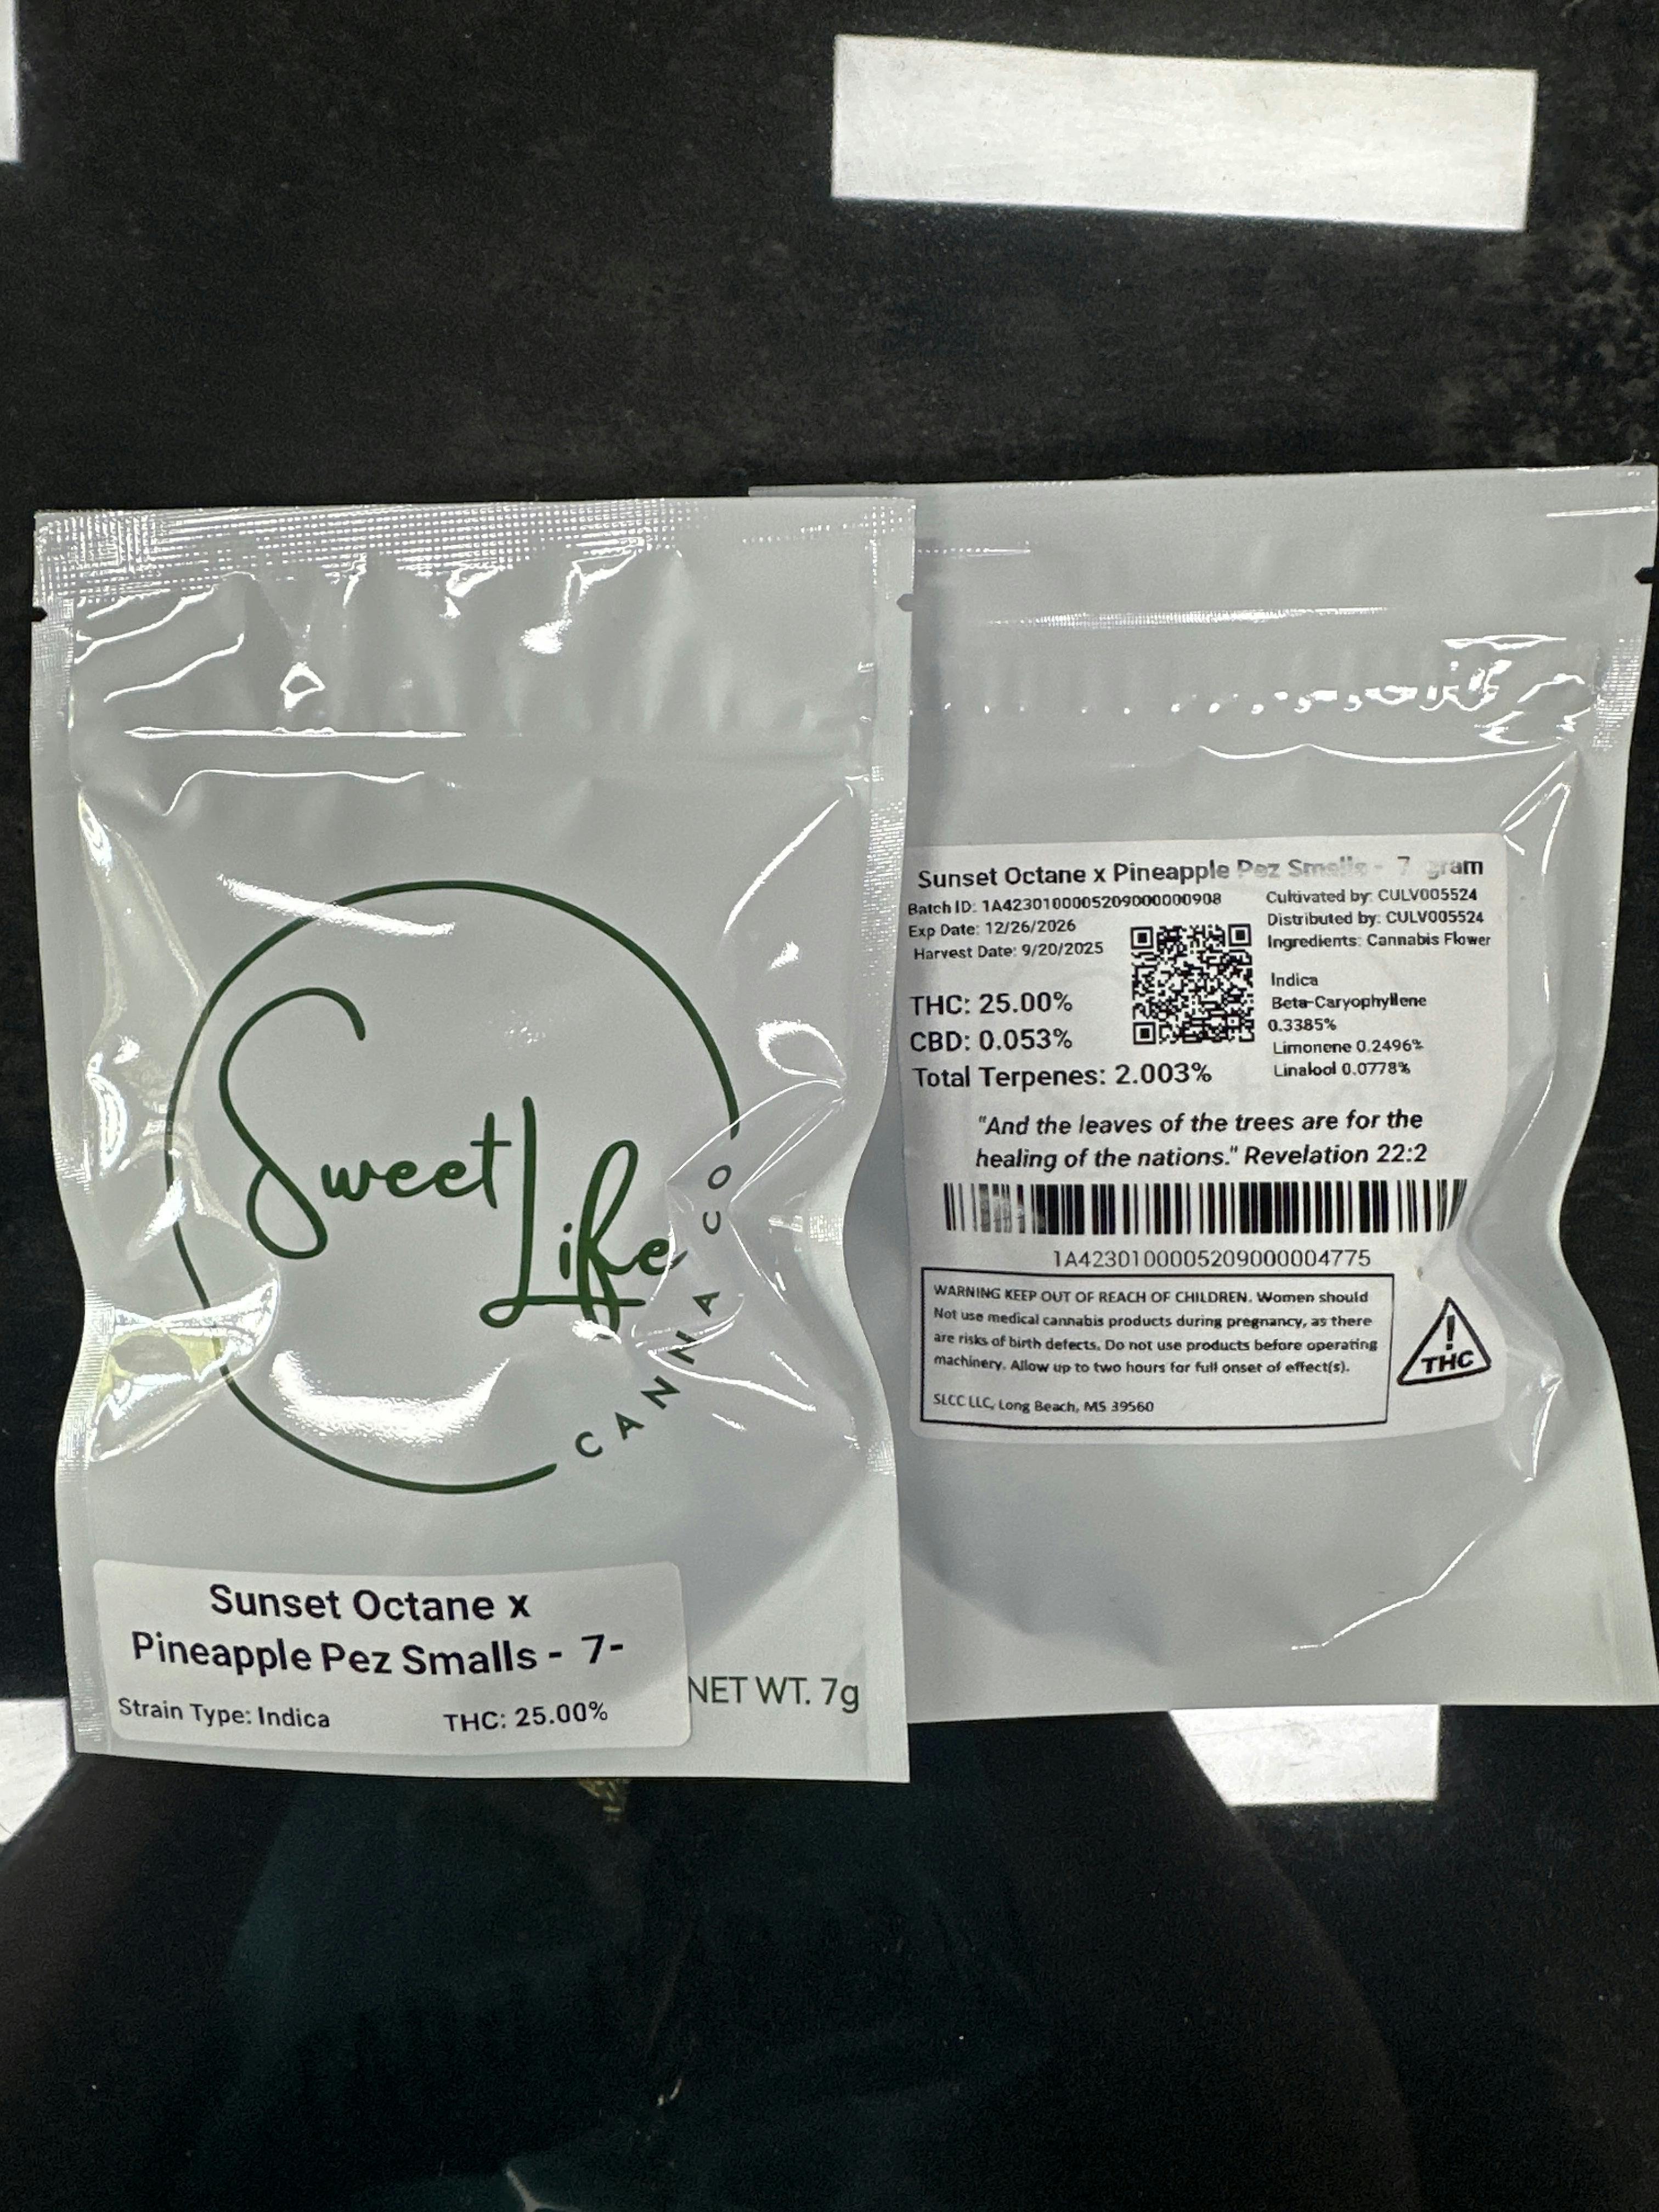 Sweet
Life
CANNA CO
Sunset Octane x
Pineapple Pez Smalls - 7-
Strain Type: Indica THC: 25.00%
NET WT. 7g
Sunset Octane x Pineapple Pez Smalls - 7 gram
Batch ID: 1A4230100005209000000908
Exp Date: 12/26/2026
Harvest Date: 9/20/2025
THC: 25.00%
CBD: 0.053%
Total Terpenes: 2.003%
Cultivated by: CULV005524
Distributed by: CULV005524
Ingredients: Cannabis Flower
Indica
Beta-Caryophyllene
0.3385%
Limonene 0.2496%
Linalool 0.0778%
"And the leaves of the trees are for the
healing of the nations." Revelation 22:2
1A4230100005209000004775
WARNING KEEP OUT OF REACH OF CHILDREN. Women should
Not use medical cannabis products during pregnancy, as there
are risks of birth defects. Do not use products before operating
machinery. Allow up to two hours for full onset of effect(s).
SLCC LLC, Long Beach, MS 39560
!
THC